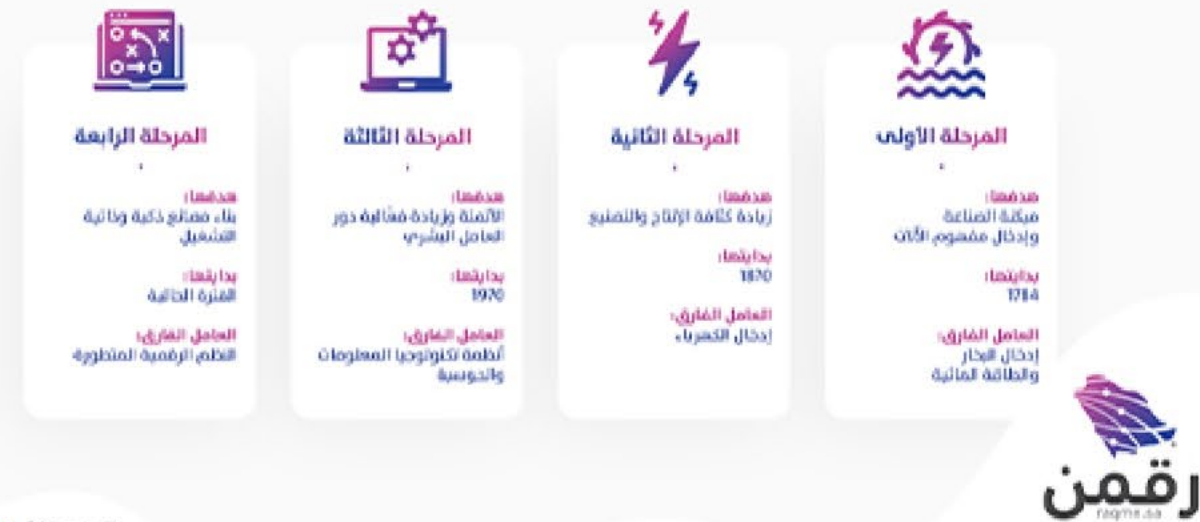 المرحلة الأولى
هدفها:
ميكنة الصناعة
وإدخال مفهوم الآلات
بدايتها:
1784
العامل الفارق:
إدخال البخار
والطاقة المائية
المرحلة الثانية
هدفها:
زيادة كثافة الإنتاج والتصنيع
بدايتها:
1870
العامل الفارق:
إدخال الكهرباء
المرحلة الثالثة
هدفها:
الأتمتة وزيادة فعّالية دور
العامل البشري
بدايتها:
1970
العامل الفارق:
أنظمة تكنولوجيا المعلومات
والحوسبة
المرحلة الرابعة
هدفها:
بناء مصانع ذكية وذاتية
التشغيل
بدايتها:
الفترة الحالية
العامل الفارق:
النظم الرقمية المتطورة
رقمن
raqmn.sa